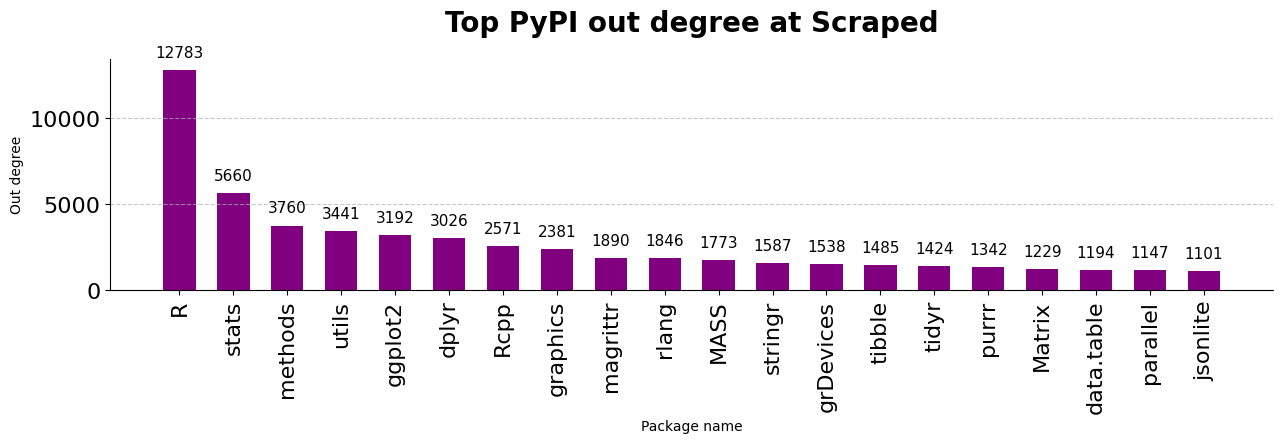 Top PyPI out degree at Scraped
12783
5660
3760
3441
3192
3026
2571
2381
1890
1846
1773
1587
1538
1485
1424
1342
1229
1194
1147
1101
10000
5000
0
Out degree
R
stats
methods
utils
ggplot2
dplyr
Rcpp
graphics
magrittr
rlang
MASS
stringr
grDevices
tibble
tidyr
purrr
Matrix
data.table
parallel
jsonlite
Package name